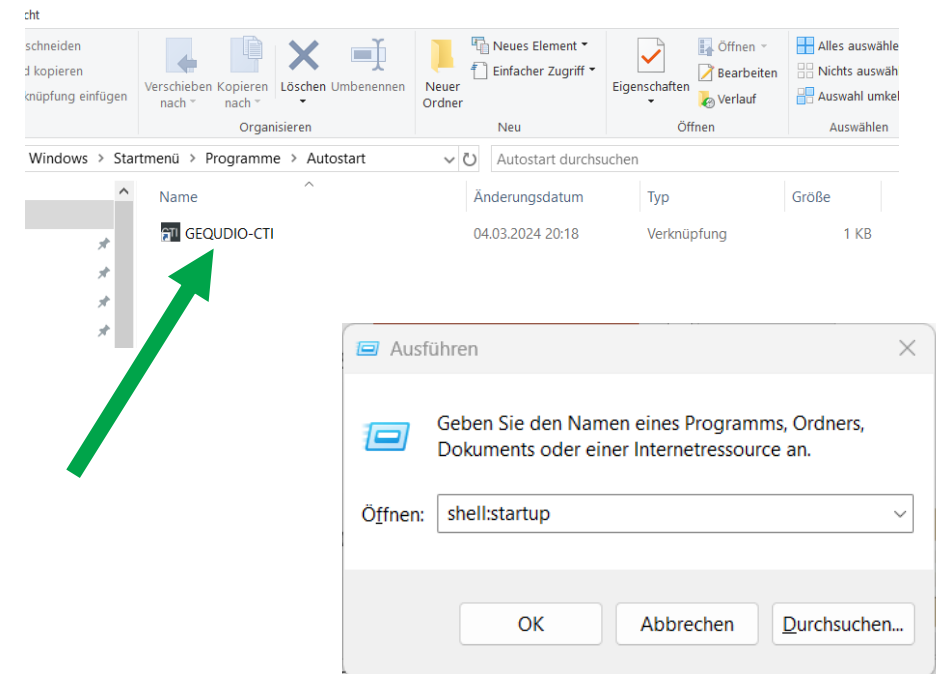 cht
schneiden
d kopieren
knüpfung einfügen
Verschieben nach
Kopieren nach
Löschen
Umbenennen
Organisieren
Neuer Ordner
Neues Element
Einfacher Zugriff
Neu
Eigenschaften
Öffnen
Bearbeiten
Verlauf
Öffnen
Alles auswähle
Nichts auswäh
Auswahl umkel
Auswählen
Windows > Startmenü > Programme > Autostart
Autostart durchsuchen
Name Änderungsdatum Typ Größe
CTI GEQUDIO-CTI 04.03.2024 20:18 Verknüpfung 1 KB
Ausführen
Geben Sie den Namen eines Programms, Ordners,
Dokuments oder einer Internetressource an.
Öffnen: shell:startup
OK Abbrechen Durchsuchen...